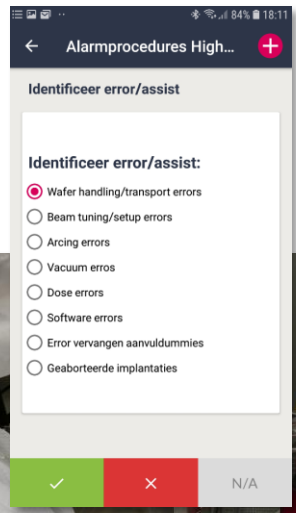 84% 18:11
Alarmprocedures High...
Identificeer error/assist
Identificeer error/assist:
Wafer handling/transport errors
Beam tuning/setup errors
Arcing errors
Vacuum erros
Dose errors
Software errors
Error vervangen aanvuldummies
Geaborteerde implantaties
N/A